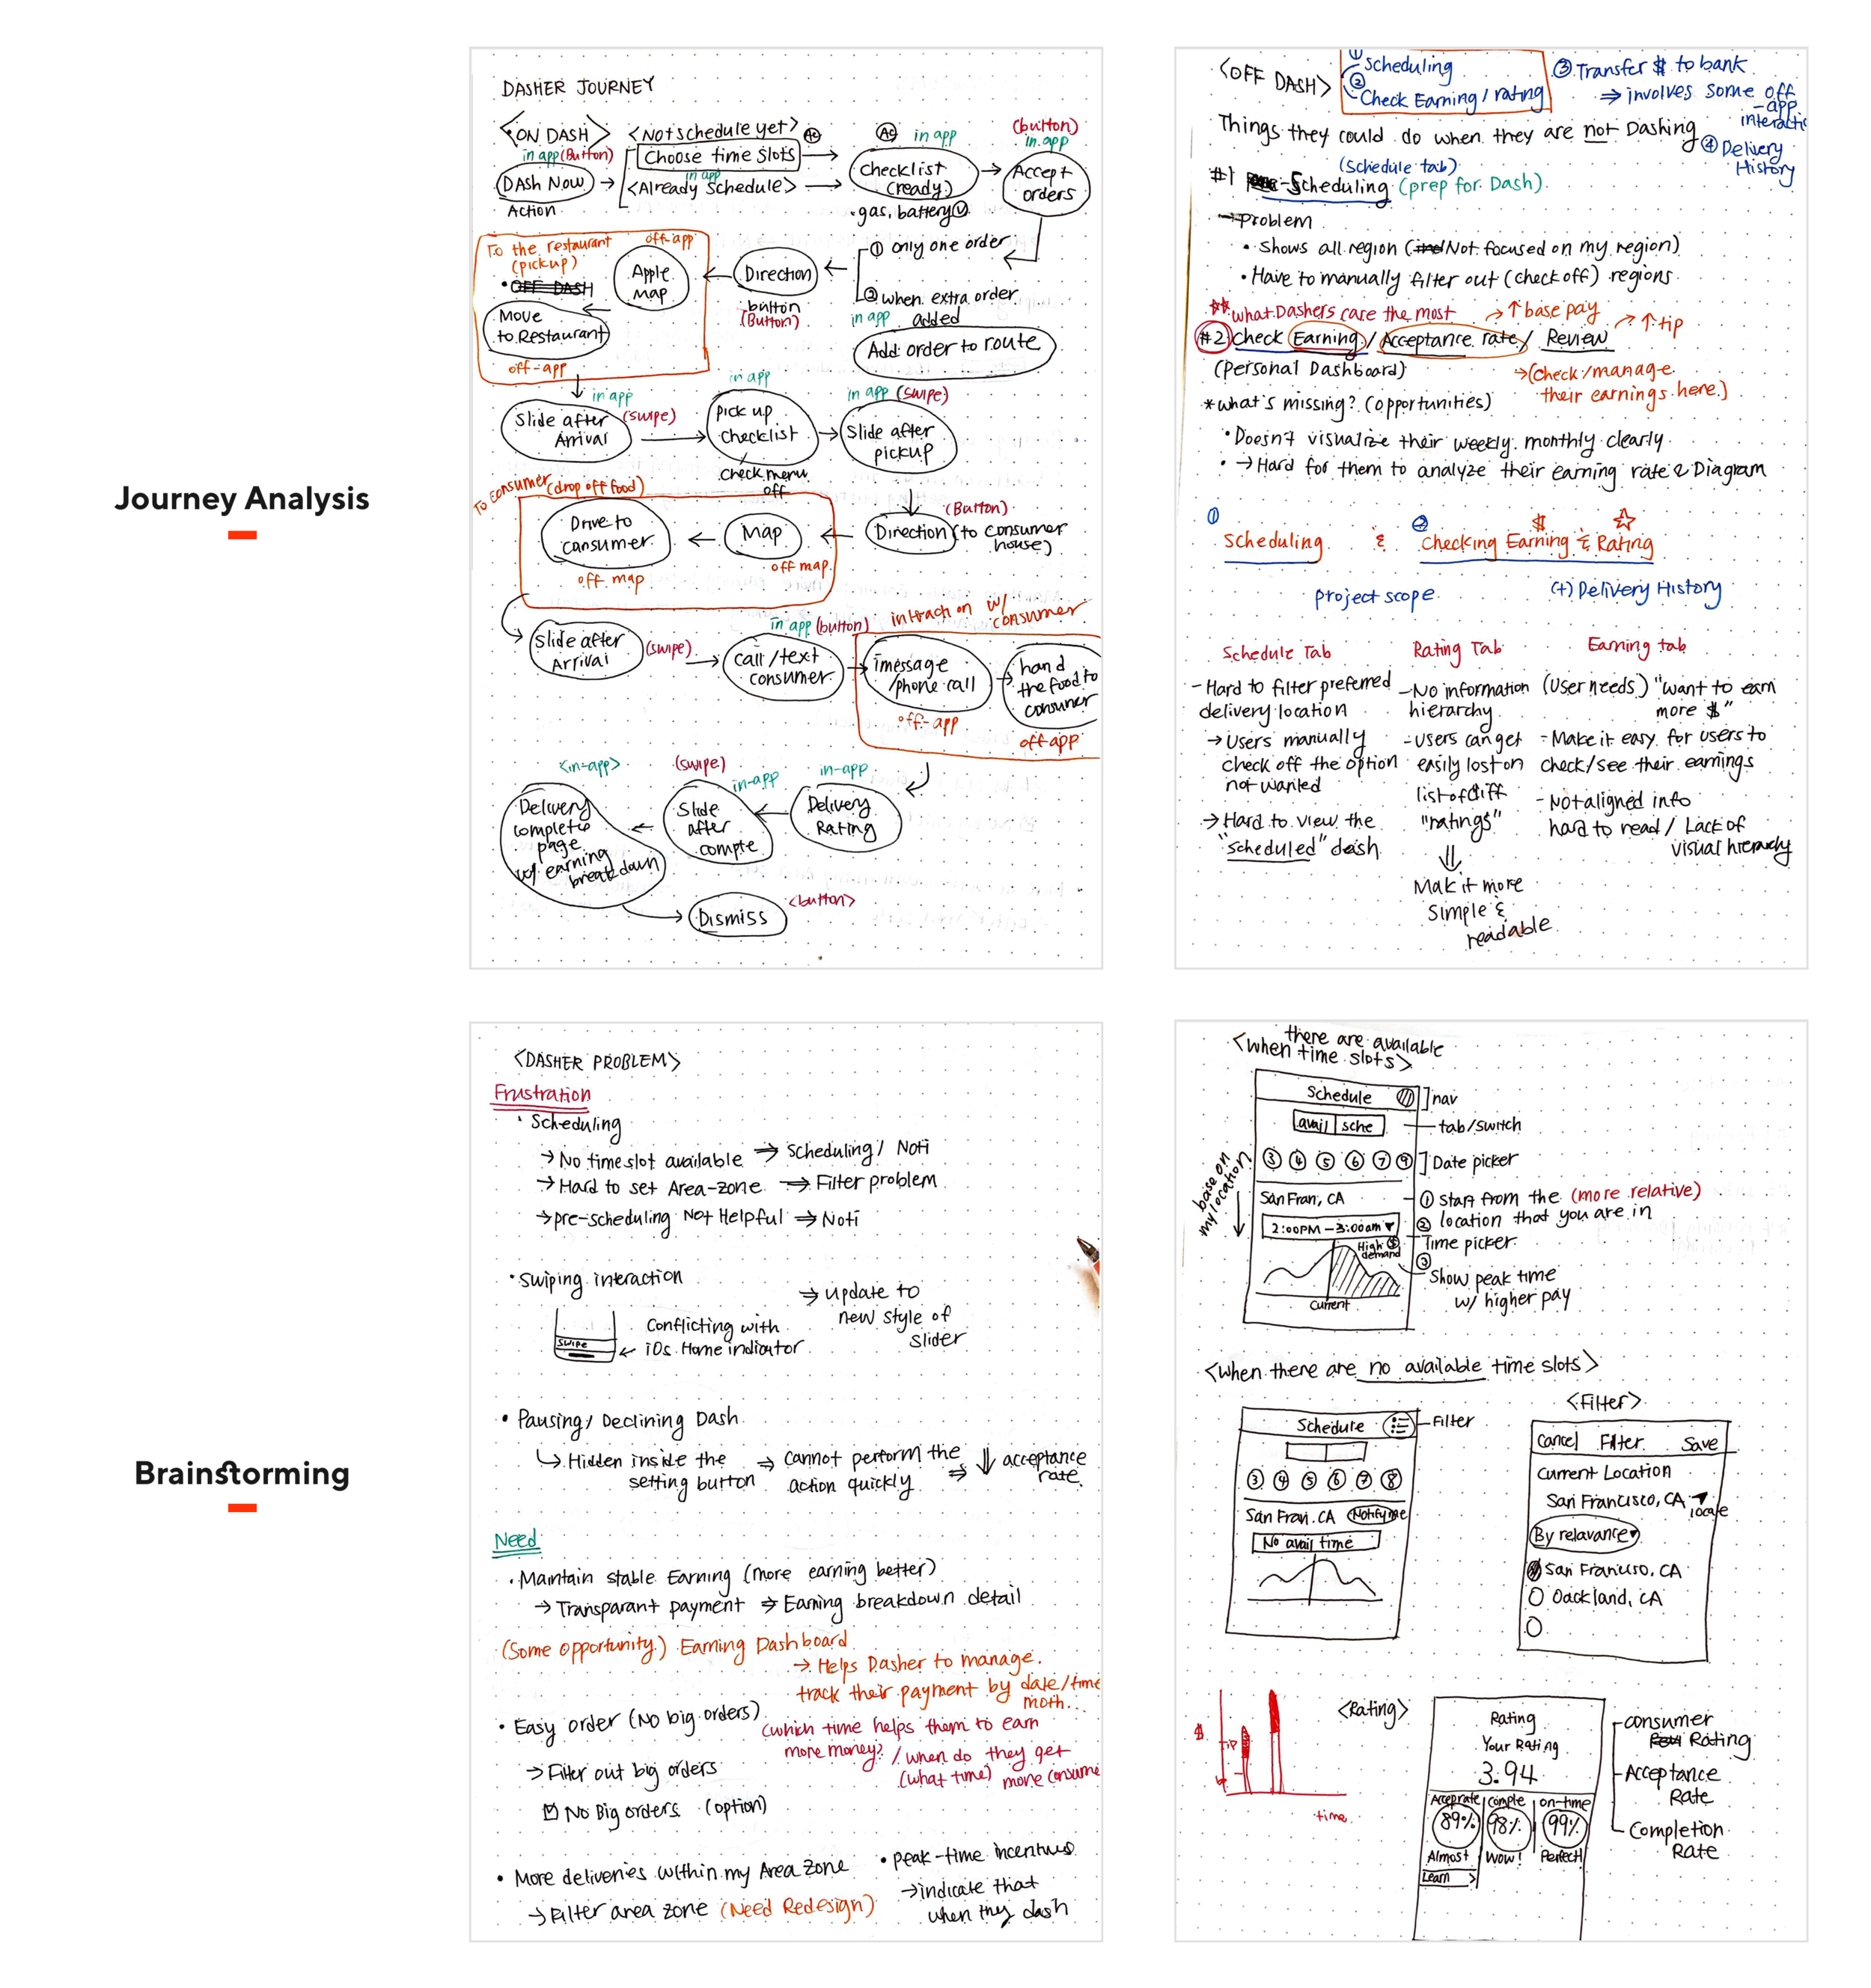 Journey Analysis
DASHER JOURNEY
<ON DASH>
<Not schedule yet>
in app (Button)
Choose time slots
DAsh Now
in app
<Already schedule>
Action
in app
Checklist
(ready)
•gas, battery
(button)
in app
Accept
orders
① only one order
② when extra order
added
in app
Add order to route
Direction
button
(Button)
To the restaurant
(pickup)
off-app
Apple
Map
• OFF DASH
Move
to Restaurant
off-app
in app
Slide after
Arrival
(swipe)
in app
pick up
checklist
check menu
off
in app (swipe)
Slide after
pickup
(Button)
Direction (to consumer
house)
To consumer (drop off food)
Drive to
consumer
off map
Map
off map
Slide after
Arrival
(swipe)
in app (button)
call/text
consumer
intraction w/
consumer
imessage
/phone call
off-app
hand
the food to
consumer
off app
in-app
Delivery
Rating
(swipe)
in-app
Slide
after
compte
<in-app>
Delivery
complete
page
w/ earning
breakdown
Dismiss
<button>
<OFF DASH>
① Scheduling
② Check Earning / rating
③ Transfer $ to bank
⇒ involves some off
-app
interacti
④ Delivery
History
Things they could do when they are not Dashing
(Schedule tab)
#1 Scheduling (prep for Dash)
→problem
• Shows all region (Not focused on my region)
• Have to manually filter out (check off) regions
** what Dashers care the most → ↑ base pay
→ ↑ tip
#2 Check Earning / Acceptance rate / Review
(personal Dashboard) →(check/manage
their earnings here.)
*what's missing? (opportunities)
• Doesn't visualize their weekly. monthly clearly.
• → Hard for them to analyze their earning rate & Diagram
① ② $ ☆
Scheduling & Checking Earning & Rating
project scope (+) Delivery History
Schedule Tab
- Hard to filter preferred
delivery location
→ Users manually
check off the option
not wanted
→ Hard to view the
"scheduled" dash
Rating Tab
-No information
hierarchy
-Users can get
easily lost on
list of diff
"ratings"
⇓
Mak it more
simple &
readable
Earning tab
(User needs) "want to earn
more $"
-Make it easy for users to
check/see their earnings
-Not aligned info
hard to read / Lack of
visual hierarchy
Brainstorming
<DASHER PROBLEM>
Frustration
• Scheduling
→ No timeslot available → Scheduling / Noti
→ Hard to set Area-zone → Filter problem
→ pre-scheduling Not Helpful ⇒ Noti
• Swiping interaction
swipe
Conflicting with
← iOs Home indicator
⇒ update to
new style of
slider
• Pausing / Declining Dash
↳ Hidden inside the
setting button
⇒ cannot perform the
action quickly
⇒ ↓ acceptance
rate
Need
• Maintain stable Earning (more earning better)
→ Transparant payment ⇒ Earning breakdown detail
(Some opportunity) Earning Dashboard
→ Helps Dasher to manage
track their payment by date/time
moth...
• Easy order (No big orders)
(which time helps them to earn
more money? / when do they get
(what time) more consume
→ Filter out big orders
☑ No Big orders (option)
• More deliveries within my Area zone
→ Filter area zone (Need Redesign)
• peak-time incentives
→ indicate that
when they dash
there are available
<when time slots>
Schedule
]nav
avail | sche
tab/switch
③ ④ ⑤ ⑥ ⑦ ⑨
] Date picker
base on
my location
San Fran, CA
① start from the (more relative)
location that you are in
2:00PM – 3:00am ▼
② Time picker
High $
demand
③ Show peak time
w/ higher pay
current
<when there are no available time slots>
Schedule
Filter
③ ④ ⑤ ⑥ ⑦ ⑧
San Fran. CA Notify me
No avail time
<Filter>
Cancel Filter Save
Current Location
San Francisco, CA
locate
By relavance ▾
San Francisco, CA
Oackland, CA
$
tip
time
<Rating>
Rating
Your Rating
3.94
Acceprate | comple | on-time
89% 98% 99%
Almost Wow! Perfect!
Learn >
consumer
Rating
Acceptance
Rate
Completion
Rate